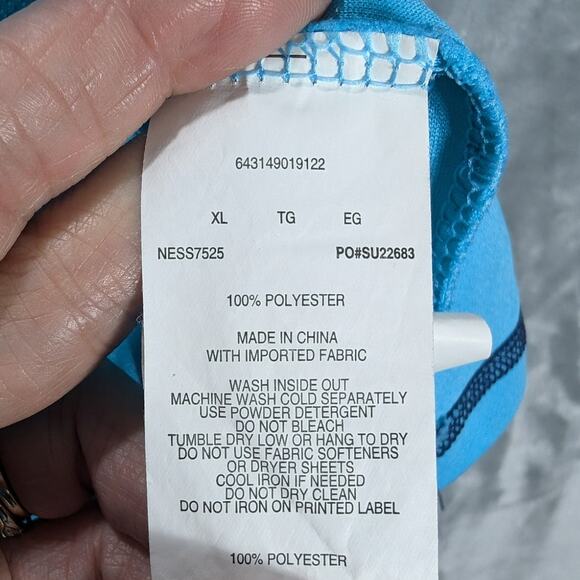 643149019122
XL TG EG
NESS7525 PO#SU22683
100% POLYESTER
MADE IN CHINA
WITH IMPORTED FABRIC
WASH INSIDE OUT
MACHINE WASH COLD SEPARATELY
USE POWDER DETERGENT
DO NOT BLEACH
TUMBLE DRY LOW OR HANG TO DRY
DO NOT USE FABRIC SOFTENERS
OR DRYER SHEETS
COOL IRON IF NEEDED
DO NOT DRY CLEAN
DO NOT IRON ON PRINTED LABEL
100% POLYESTER